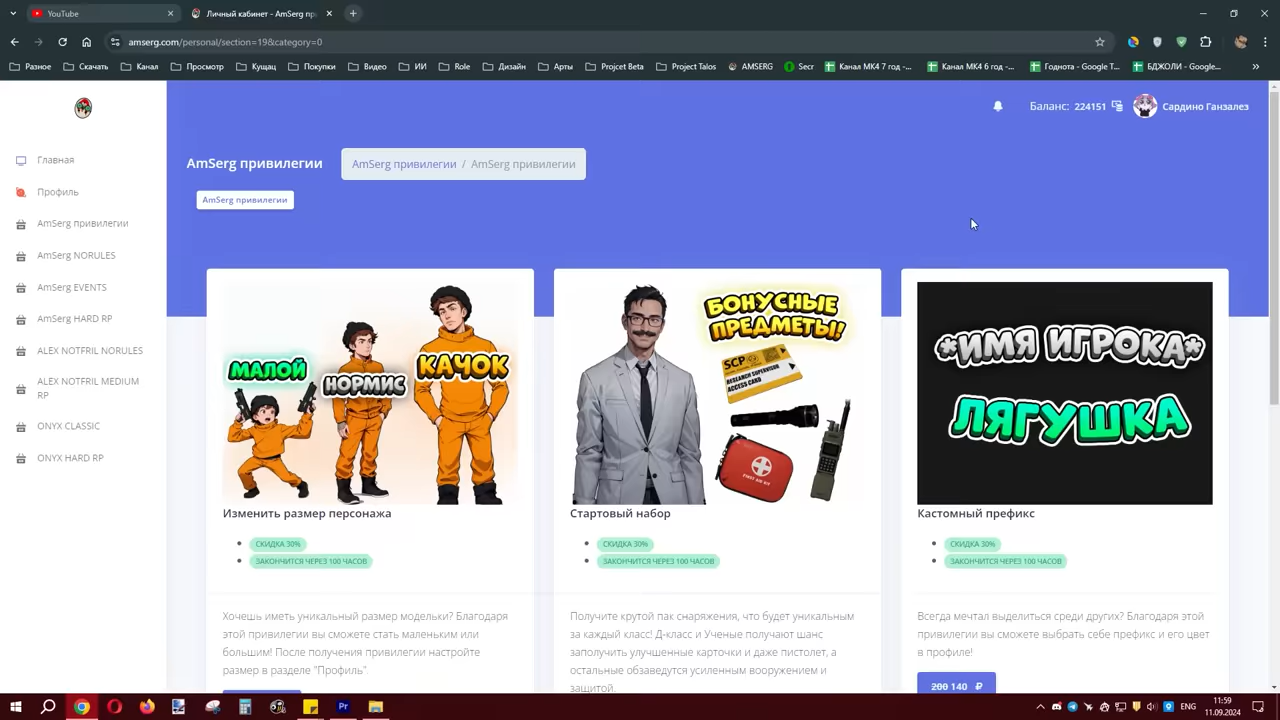 YouTube
Личный кабинет - AmSerg пр
amserg.com/personal/section=19&category=0
Разное
Скачать
Канал
Просмотр
Кущац
Покупки
Видео
ИИ
Role
Дизайн
Арты
Projcet Beta
Project Talos
AMSERG
Secr
Канал МК4 7 год -...
Канал МК4 6 год -...
Годнота - Google T...
БДЖОЛИ - Google...
Главная
Профиль
AmSerg привилегии
AmSerg NORULES
AmSerg EVENTS
AmSerg HARD RP
ALEX NOTFRIL NORULES
ALEX NOTFRIL MEDIUM
RP
ONYX CLASSIC
ONYX HARD RP
Баланс: 224151
Сардино Ганзалез
AmSerg привилегии
AmSerg привилегии / AmSerg привилегии
AmSerg привилегии
МАЛОЙ
НОРМИС
КАЧОК
Изменить размер персонажа
СКИДКА 30%
ЗАКОНЧИТСЯ ЧЕРЕЗ 100 ЧАСОВ
Хочешь иметь уникальный размер модельки? Благодаря
этой привилегии вы сможете стать маленьким или
большим! После получения привилегии настройте
размер в разделе "Профиль"
БОНУСНЫЕ
ПРЕДМЕТЫ!
SCP
RESEARCH SUPERVISOR
ACCESS CARD
FIRST AID KIT
Стартовый набор
СКИДКА 30%
ЗАКОНЧИТСЯ ЧЕРЕЗ 100 ЧАСОВ
Получите крутой пак снаряжения, что будет уникальным
за каждый класс! Д-класс и Ученые получают шанс
заполучить улучшенные карточки и даже пистолет, а
остальные обзаведутся усиленным вооружением и
защитой.
*ИМЯ ИГРОКА*
ЛЯГУШКА
Кастомный префикс
СКИДКА 30%
ЗАКОНЧИТСЯ ЧЕРЕЗ 100 ЧАСОВ
Всегда мечтал выделиться среди других? Благодаря этой
привилегии вы сможете выбрать себе префикс и его цвет
в профиле!
200 140 ₽
ENG
11:59
11.09.2024